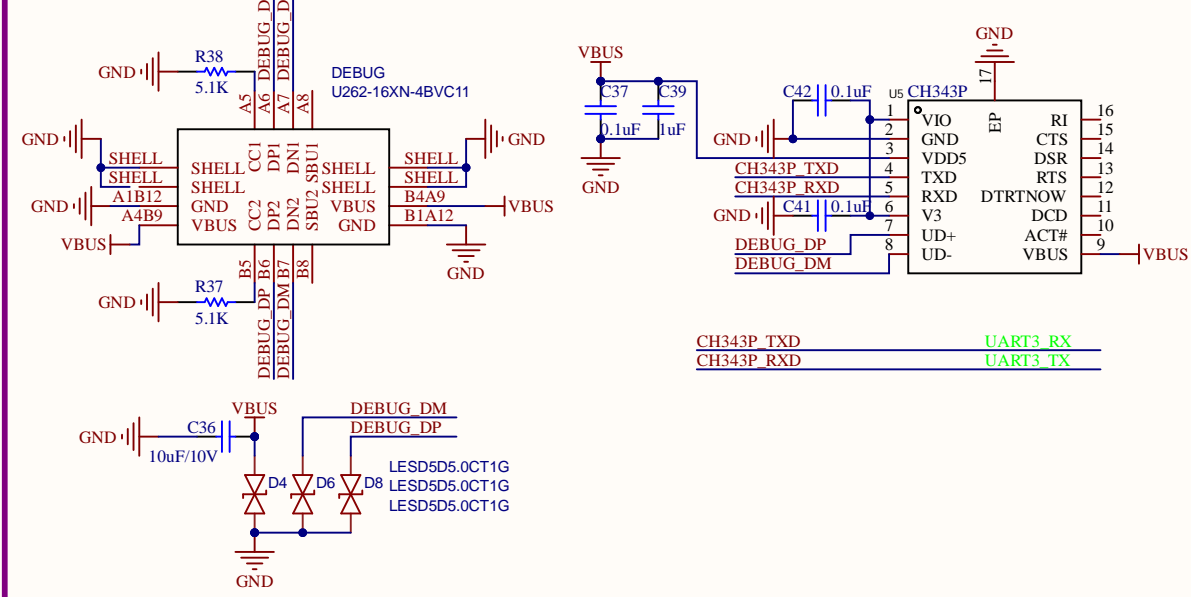 DEBUG_D
DEBUG_D
R38
GND
5.1K
A5
A6
A7
A8
DEBUG
U262-16XN-4BVC11
GND
SHELL
SHELL
A1B12
GND
A4B9
VBUS
CC1
DP1
DN1
SBU1
SHELL
SHELL
GND
VBUS
SHELL
SHELL
VBUS
GND
CC2
DP2
DN2
SBU2
SHELL
SHELL
GND
B4A9
VBUS
B1A12
GND
B5
B6
B7
B8
R37
GND
5.1K
DEBUG_DP
DEBUG_DM
VBUS
C36
GND
10uF/10V
DEBUG_DM
DEBUG_DP
D4
D6
D8
LESD5D5.0CT1G
LESD5D5.0CT1G
LESD5D5.0CT1G
GND
VBUS
C37
C39
0.1uF
1uF
GND
GND
17
U5
CH343P
EP
C42
0.1uF
GND
CH343P_TXD
CH343P_RXD
GND
C41
0.1uF
DEBUG_DP
DEBUG_DM
1
VIO
2
GND
3
VDD5
4
TXD
5
RXD
6
V3
7
UD+
8
UD-
RI
16
CTS
15
DSR
14
RTS
13
DTRTNOW
12
DCD
11
ACT#
10
VBUS
9
VBUS
CH343P_TXD
UART3_RX
CH343P_RXD
UART3_TX